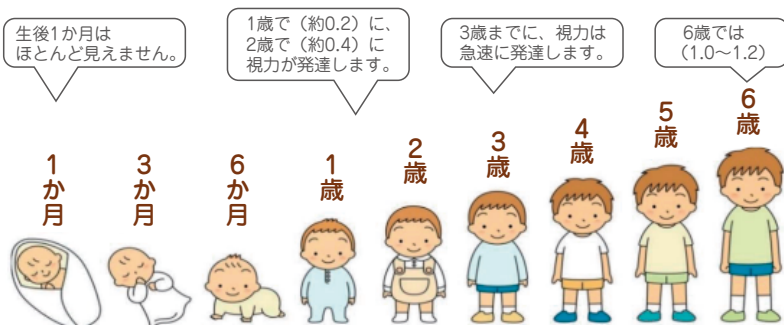 生後1か月は
ほとんど見えません。
1歳で（約0.2）に、
2歳で（約0.4）に
視力が発達します。
3歳までに、視力は
急速に発達します。
6歳では
（1.0～1.2）
1か月
3か月
6か月
1歳
2歳
3歳
4歳
5歳
6歳